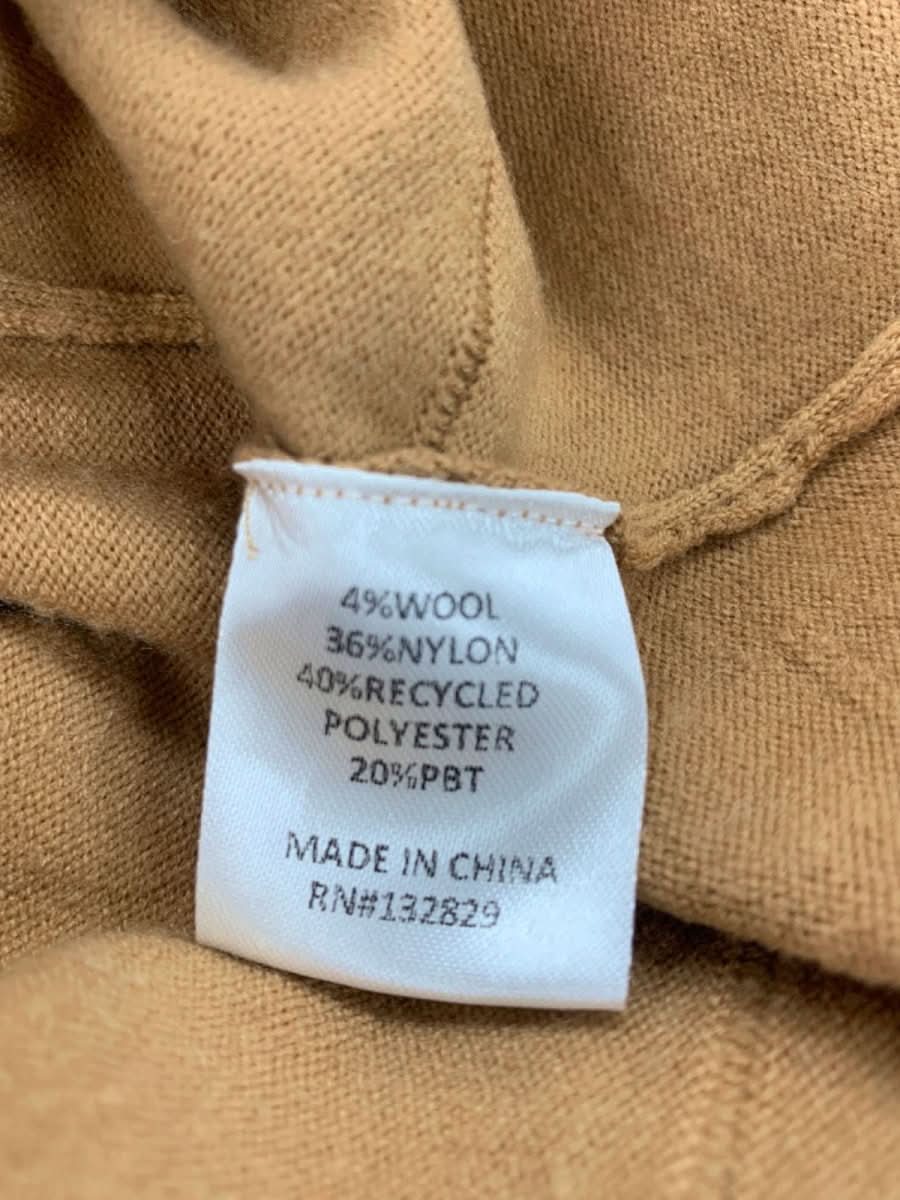 4%WOOL
36%NYLON
40%RECYCLED
POLYESTER
20%PBT
MADE IN CHINA
RN#132829